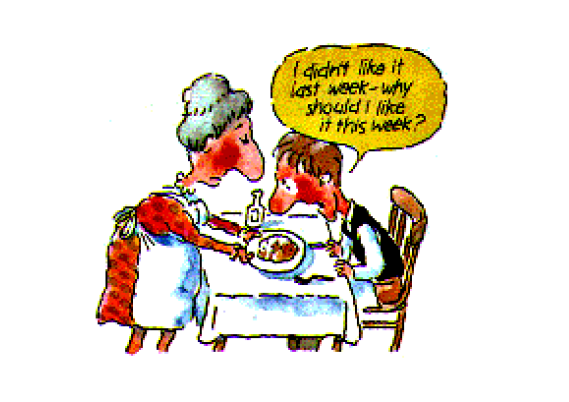 I didn't like it
last week-why
should I like
it this week?